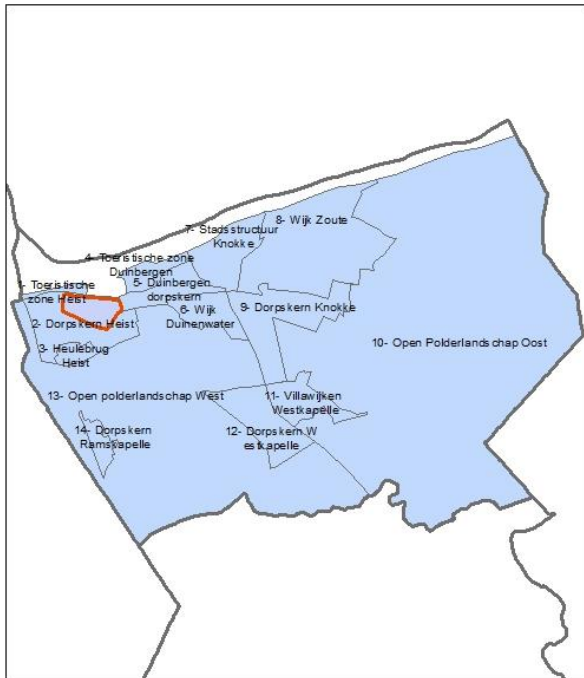 8- Wijk Zoute
7- Stadsstructuur
Knokke
4- Toeristische zone
Duinbergen
1- Toeristische
zone Heist
5- Duinbergen
dorpskern
9- Dorpskern Knokke
6- Wijk
Duinenwater
2- Dorpskern Heist
3- Heulebrug
Heist
10- Open Polderlandschap Oost
13- Open polderlandschap West
11- Villawijken
Westkapelle
14- Dorpskern
Ramskapelle
12- Dorpskern W
estkapelle